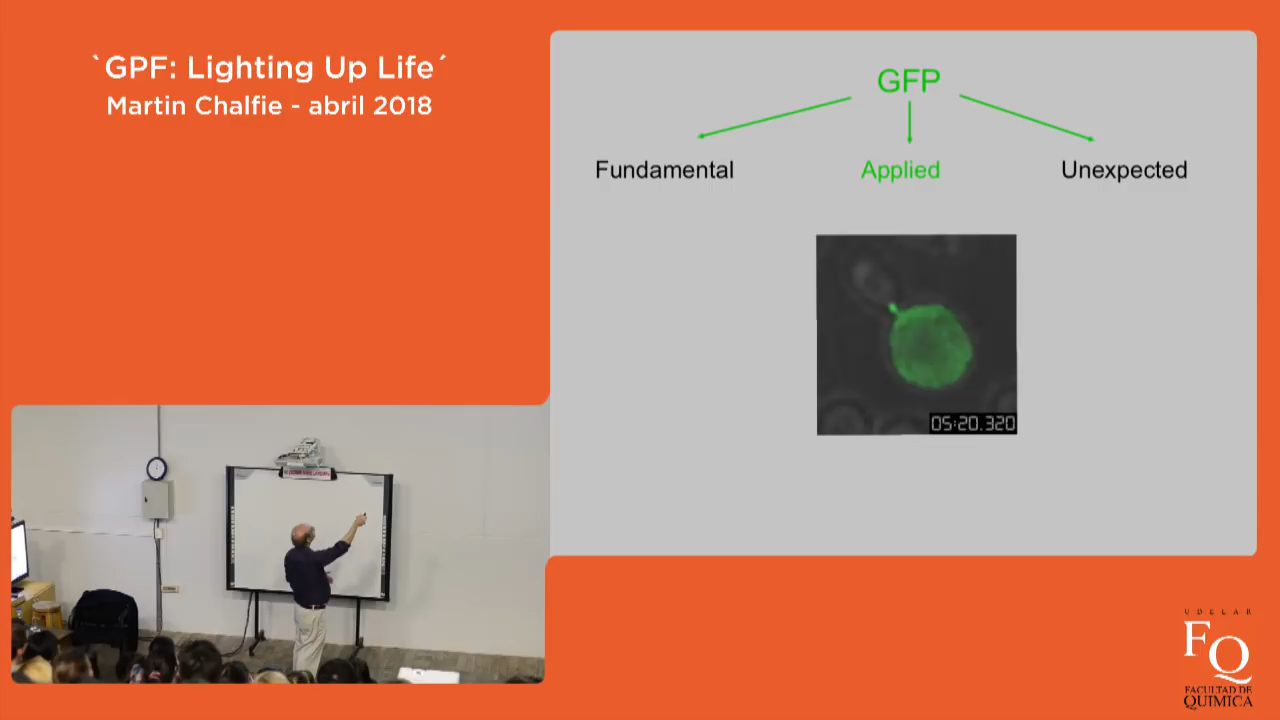 `GPF: Lighting Up Life´
Martin Chalfie - abril 2018
GFP
Fundamental
Applied
Unexpected
05:20.320
UDELAR
FQ
FACULTAD DE
QUIMICA